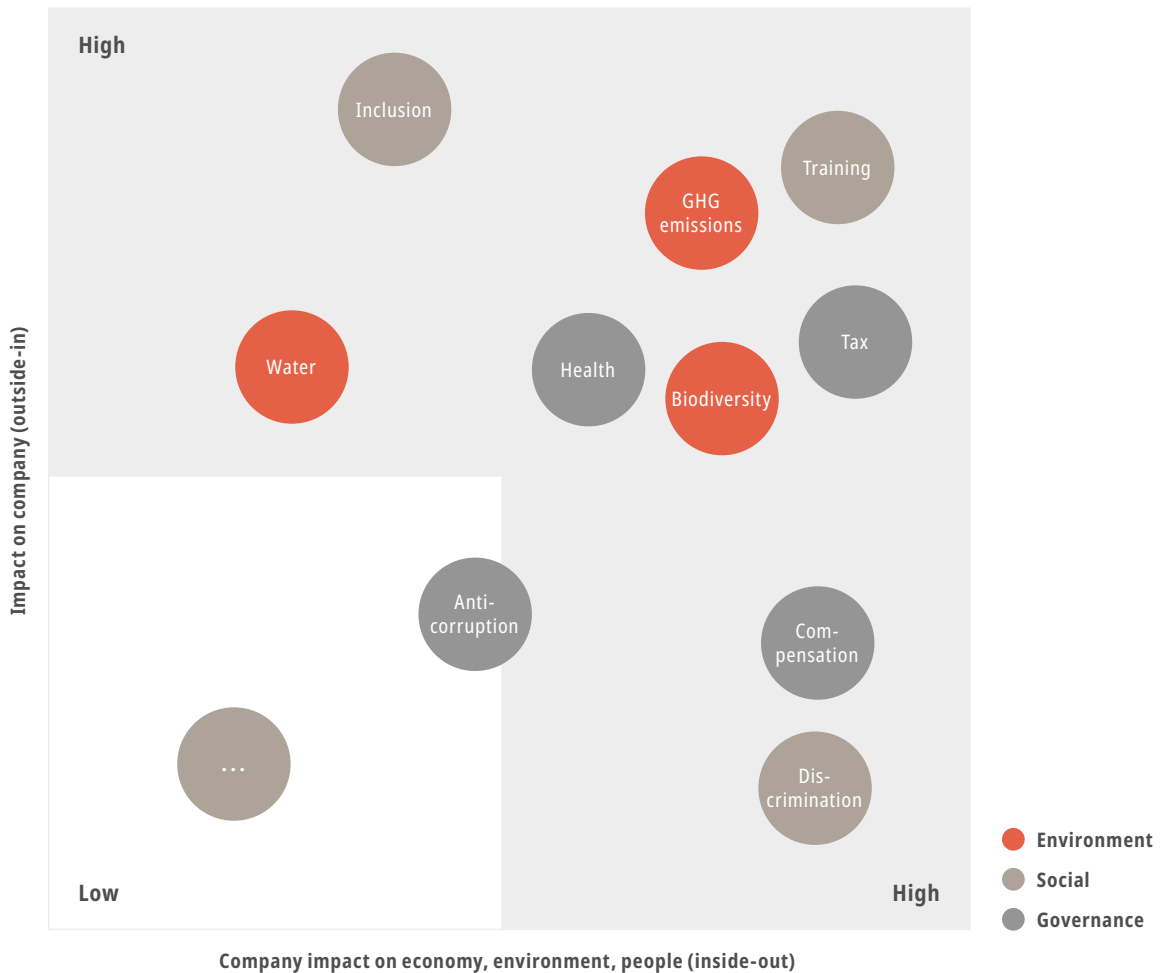 High
Inclusion
Training
GHG
emissions
Tax
Water
Health
Biodiversity
Impact on company (outside-in)
Anti-
corruption
Com-
pensation
...
Dis-
crimination
Low
High
Environment
Social
Governance
Company impact on economy, environment, people (inside-out)